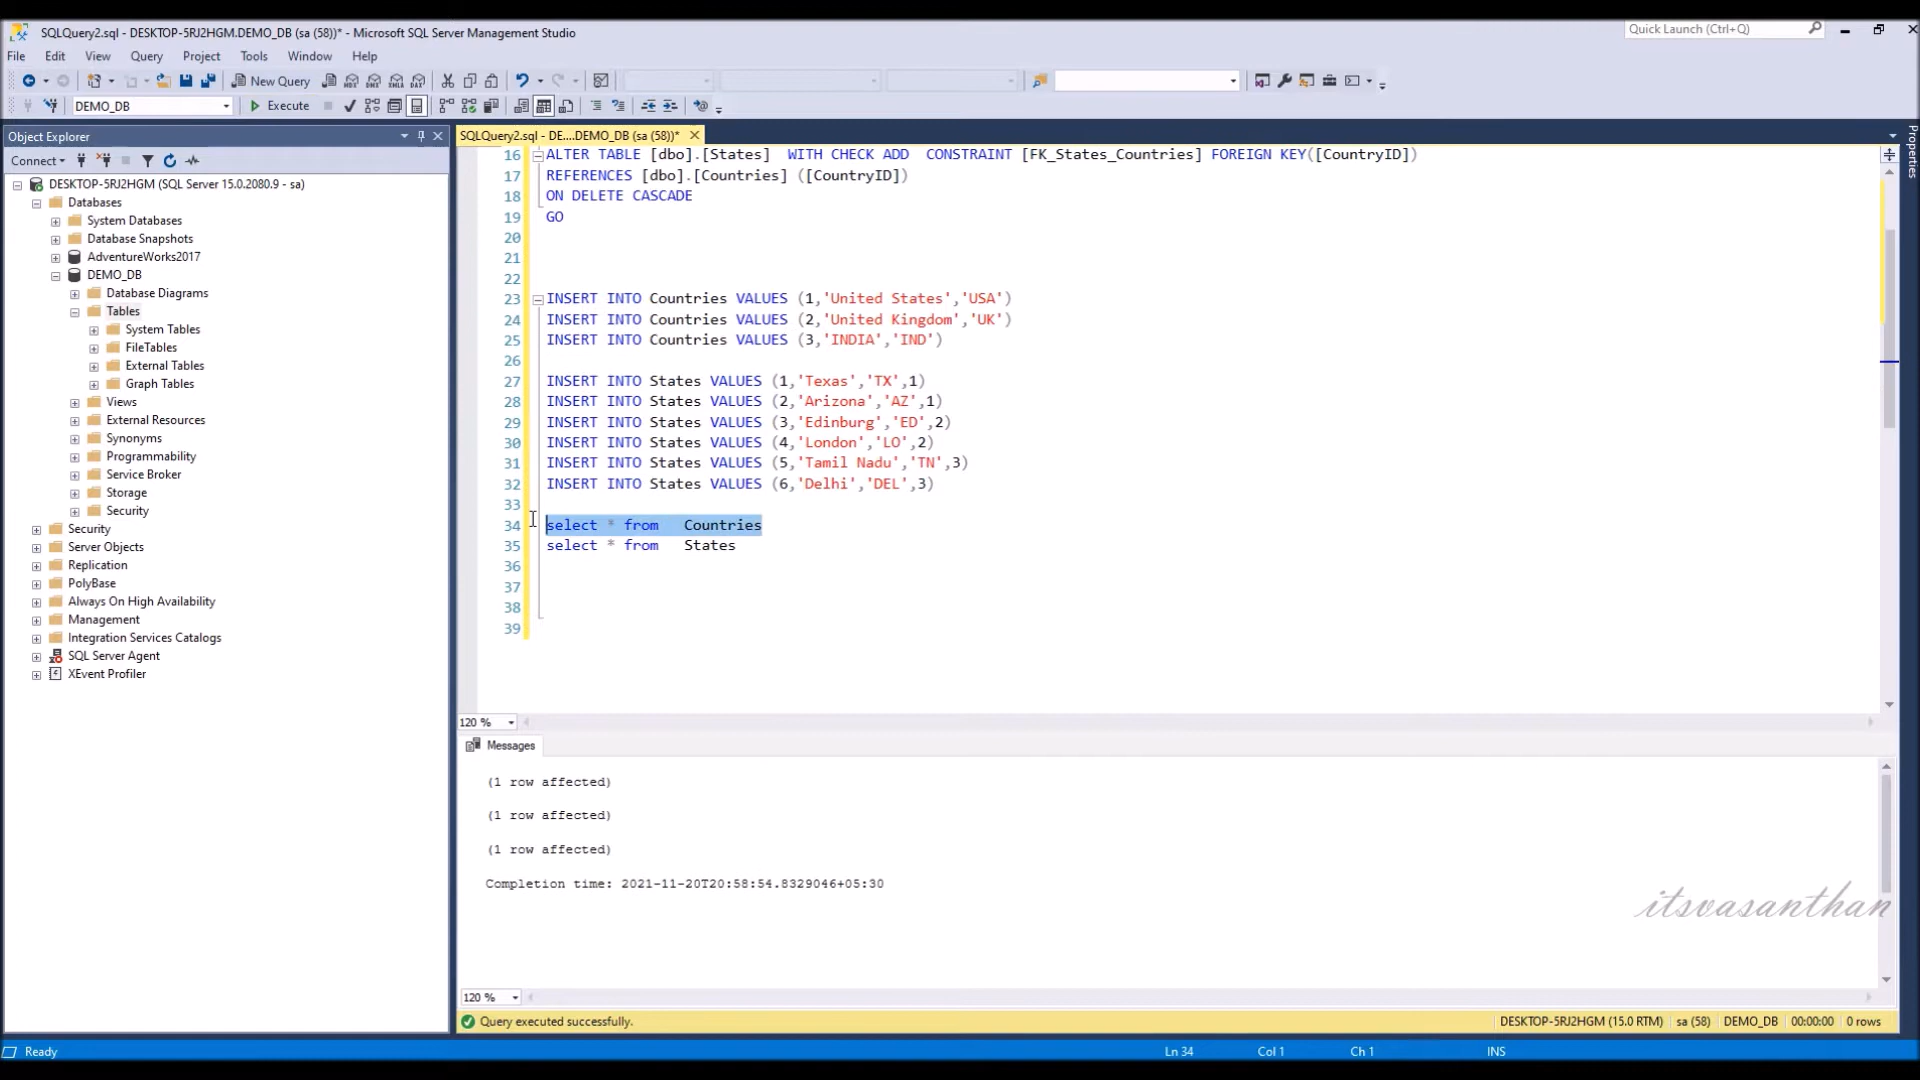 SQLQuery2.sql - DESKTOP-5RJ2HGM.DEMO_DB (sa (58))* - Microsoft SQL Server Management Studio
Quick Launch (Ctrl+Q)
File Edit View Query Project Tools Window Help
New Query
DEMO_DB Execute
Object Explorer
SQLQuery2.sql - DE....DEMO_DB (sa (58))*
Properties
Connect
DESKTOP-5RJ2HGM (SQL Server 15.0.2080.9 - sa)
Databases
System Databases
Database Snapshots
AdventureWorks2017
DEMO_DB
Database Diagrams
Tables
System Tables
FileTables
External Tables
Graph Tables
Views
External Resources
Synonyms
Programmability
Service Broker
Storage
Security
Security
Server Objects
Replication
PolyBase
Always On High Availability
Management
Integration Services Catalogs
SQL Server Agent
XEvent Profiler
16 ALTER TABLE [dbo].[States] WITH CHECK ADD CONSTRAINT [FK_States_Countries] FOREIGN KEY([CountryID])
17 REFERENCES [dbo].[Countries] ([CountryID])
18 ON DELETE CASCADE
19 GO
20
21
22
23 INSERT INTO Countries VALUES (1,'United States','USA')
24 INSERT INTO Countries VALUES (2,'United Kingdom','UK')
25 INSERT INTO Countries VALUES (3,'INDIA','IND')
26
27 INSERT INTO States VALUES (1,'Texas','TX',1)
28 INSERT INTO States VALUES (2,'Arizona','AZ',1)
29 INSERT INTO States VALUES (3,'Edinburg','ED',2)
30 INSERT INTO States VALUES (4,'London','LO',2)
31 INSERT INTO States VALUES (5,'Tamil Nadu','TN',3)
32 INSERT INTO States VALUES (6,'Delhi','DEL',3)
33
34 select * from Countries
35 select * from States
36
37
38
39
120 %
Messages
(1 row affected)
(1 row affected)
(1 row affected)
Completion time: 2021-11-20T20:58:54.8329046+05:30
itsvasanthan
120 %
Query executed successfully. DESKTOP-5RJ2HGM (15.0 RTM) sa (58) DEMO_DB 00:00:00 0 rows
Ready Ln 34 Col 1 Ch 1 INS